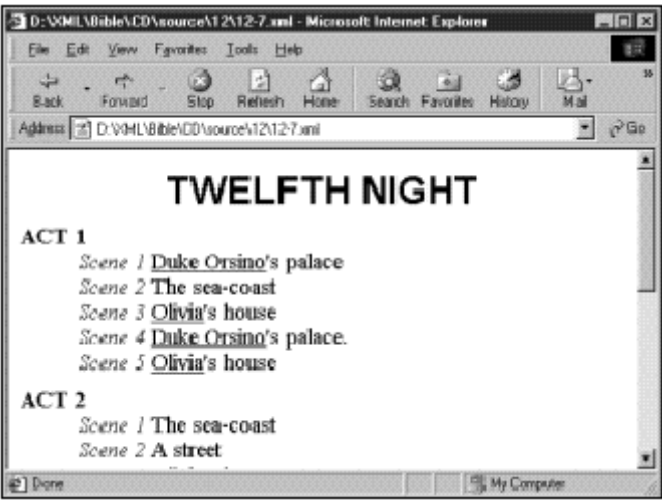 D:\XML\Bible\CD\source\12\12-7.xml - Microsoft Internet Explorer
File Edit View Favorites Tools Help
Back Forward Stop Refresh Home Search Favorites History Mail »
Address D:\XML\Bible\CD\source\12\12-7.xml Go
TWELFTH NIGHT
ACT 1
Scene 1 Duke Orsino's palace
Scene 2 The sea-coast
Scene 3 Olivia's house
Scene 4 Duke Orsino's palace.
Scene 5 Olivia's house
ACT 2
Scene 1 The sea-coast
Scene 2 A street
Done My Computer